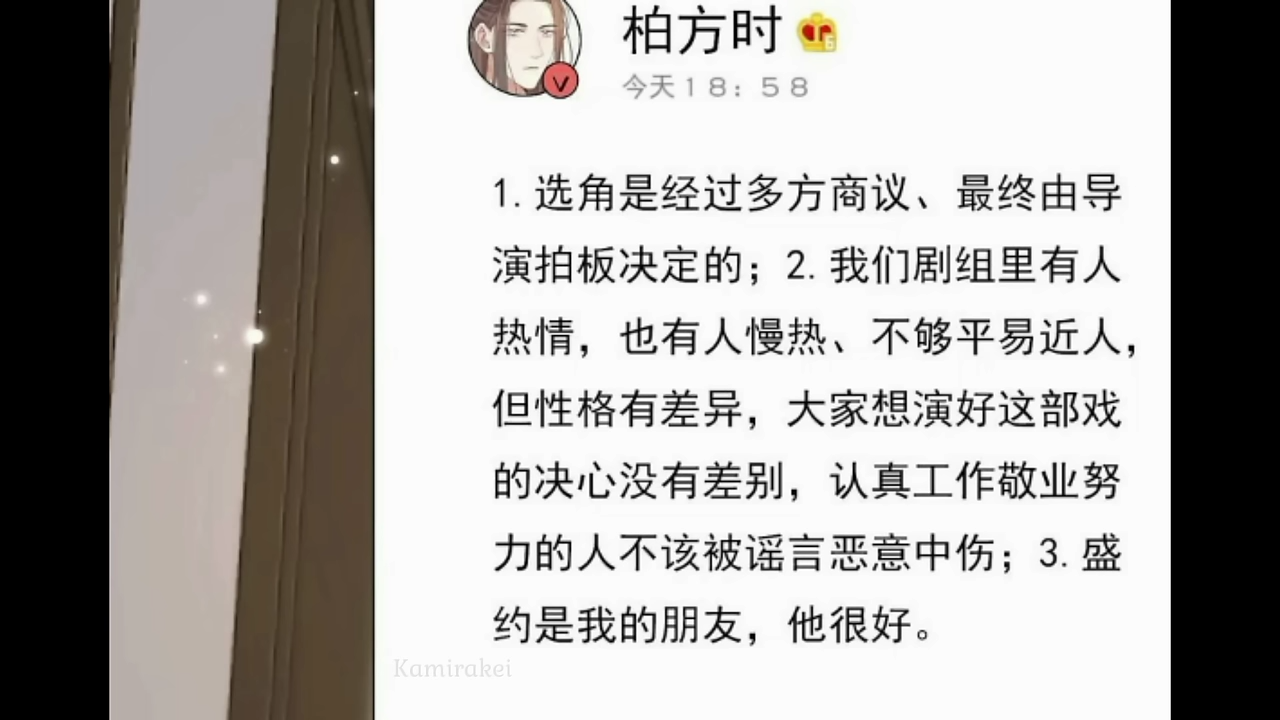 柏方时
今天18:58
1.选角是经过多方商议、最终由导
演拍板决定的；2.我们剧组里有人
热情，也有人慢热、不够平易近人，
但性格有差异，大家想演好这部戏
的决心没有差别，认真工作敬业努
力的人不该被谣言恶意中伤；3.盛
约是我的朋友，他很好。
Kamirakei